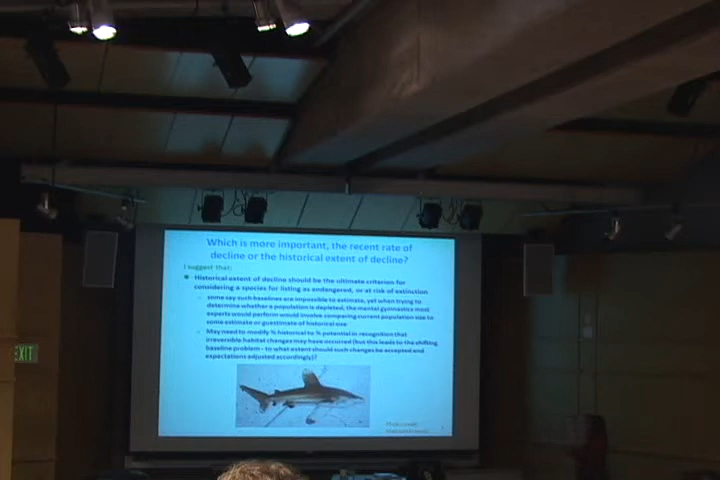 Which is more important, the recent rate of
decline or the historical extent of decline?
I suggest that:
Historical extent of decline should be the ultimate criterion for
considering a species for listing as endangered, or at risk of extinction
some say such baselines are impossible to estimate, yet when trying to
determine whether a population is depleted, the mental gymnastics most
experts would perform would involve comparing current population size to
some estimate or guestimate of historical size
May need to modify % historical to % potential in recognition that
irreversible habitat changes may have occurred (but this leads to the shifting
baseline problem - to what extent should such changes be accepted and
expectations adjusted accordingly)?
EXIT